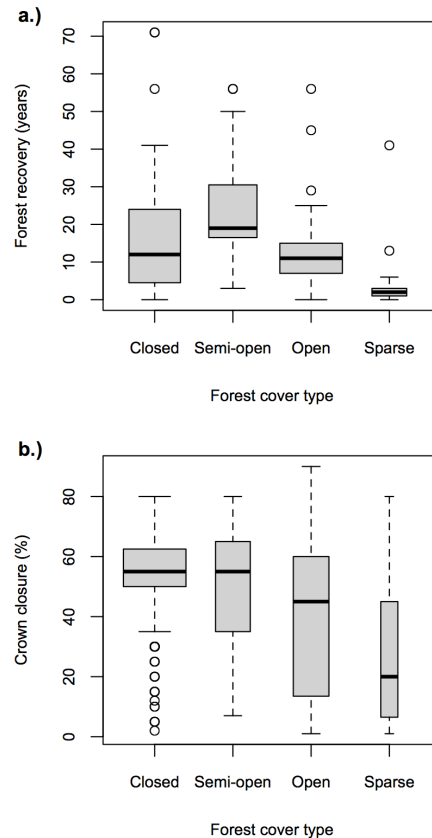 a.)
Forest recovery (years)
70
60
50
40
30
20
10
0
Closed Semi-open Open Sparse
Forest cover type
b.)
Crown closure (%)
80
60
40
20
0
Closed Semi-open Open Sparse
Forest cover type